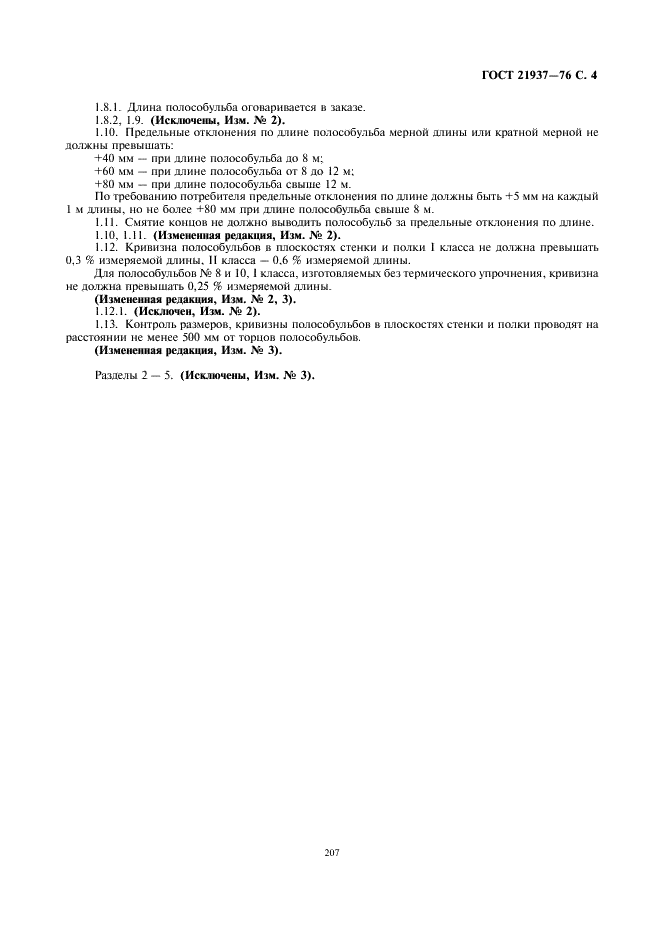 ГОСТ 21937—76 С. 4
1.8.1. Длина полособульба оговаривается в заказе.
1.8.2, 1.9. (Исключены, Изм. № 2).
1.10. Предельные отклонения по длине полособульба мерной длины или кратной мерной не
должны превышать:
+40 мм — при длине полособульба до 8 м;
+60 мм — при длине полособульба от 8 до 12 м;
+80 мм — при длине полособульба свыше 12 м.
По требованию потребителя предельные отклонения по длине должны быть +5 мм на каждый
1 м длины, но не более +80 мм при длине полособульба свыше 8 м.
1.11. Смятие концов не должно выводить полособульб за предельные отклонения по длине.
1.10, 1.11. (Измененная редакция, Изм. № 2).
1.12. Кривизна полособульбов в плоскостях стенки и полки I класса не должна превышать
0,3 % измеряемой длины, II класса — 0,6 % измеряемой длины.
Для полособульбов № 8 и 10, I класса, изготовляемых без термического упрочнения, кривизна
не должна превышать 0,25 % измеряемой длины.
(Измененная редакция, Изм. № 2, 3).
1.12.1. (Исключен, Изм. № 2).
1.13. Контроль размеров, кривизны полособульбов в плоскостях стенки и полки проводят на
расстоянии не менее 500 мм от торцов полособульбов.
(Измененная редакция, Изм. № 3).
Разделы 2 — 5. (Исключены, Изм. № 3).
207